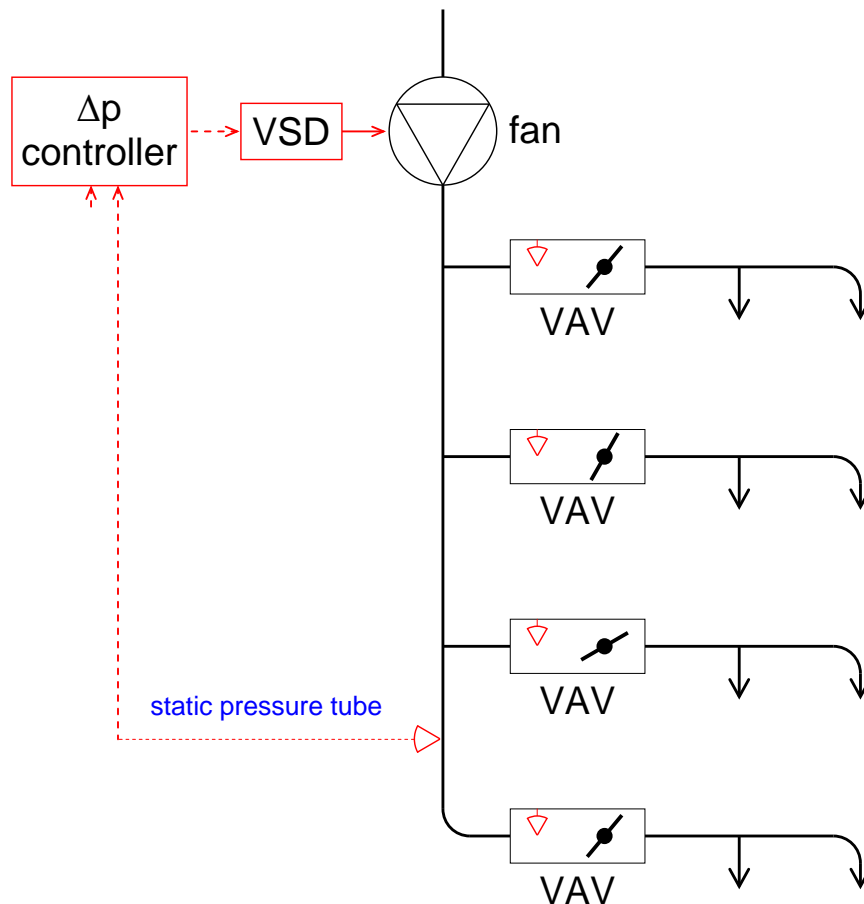 Δp
controller
VSD
fan
VAV
VAV
VAV
static pressure tube
VAV